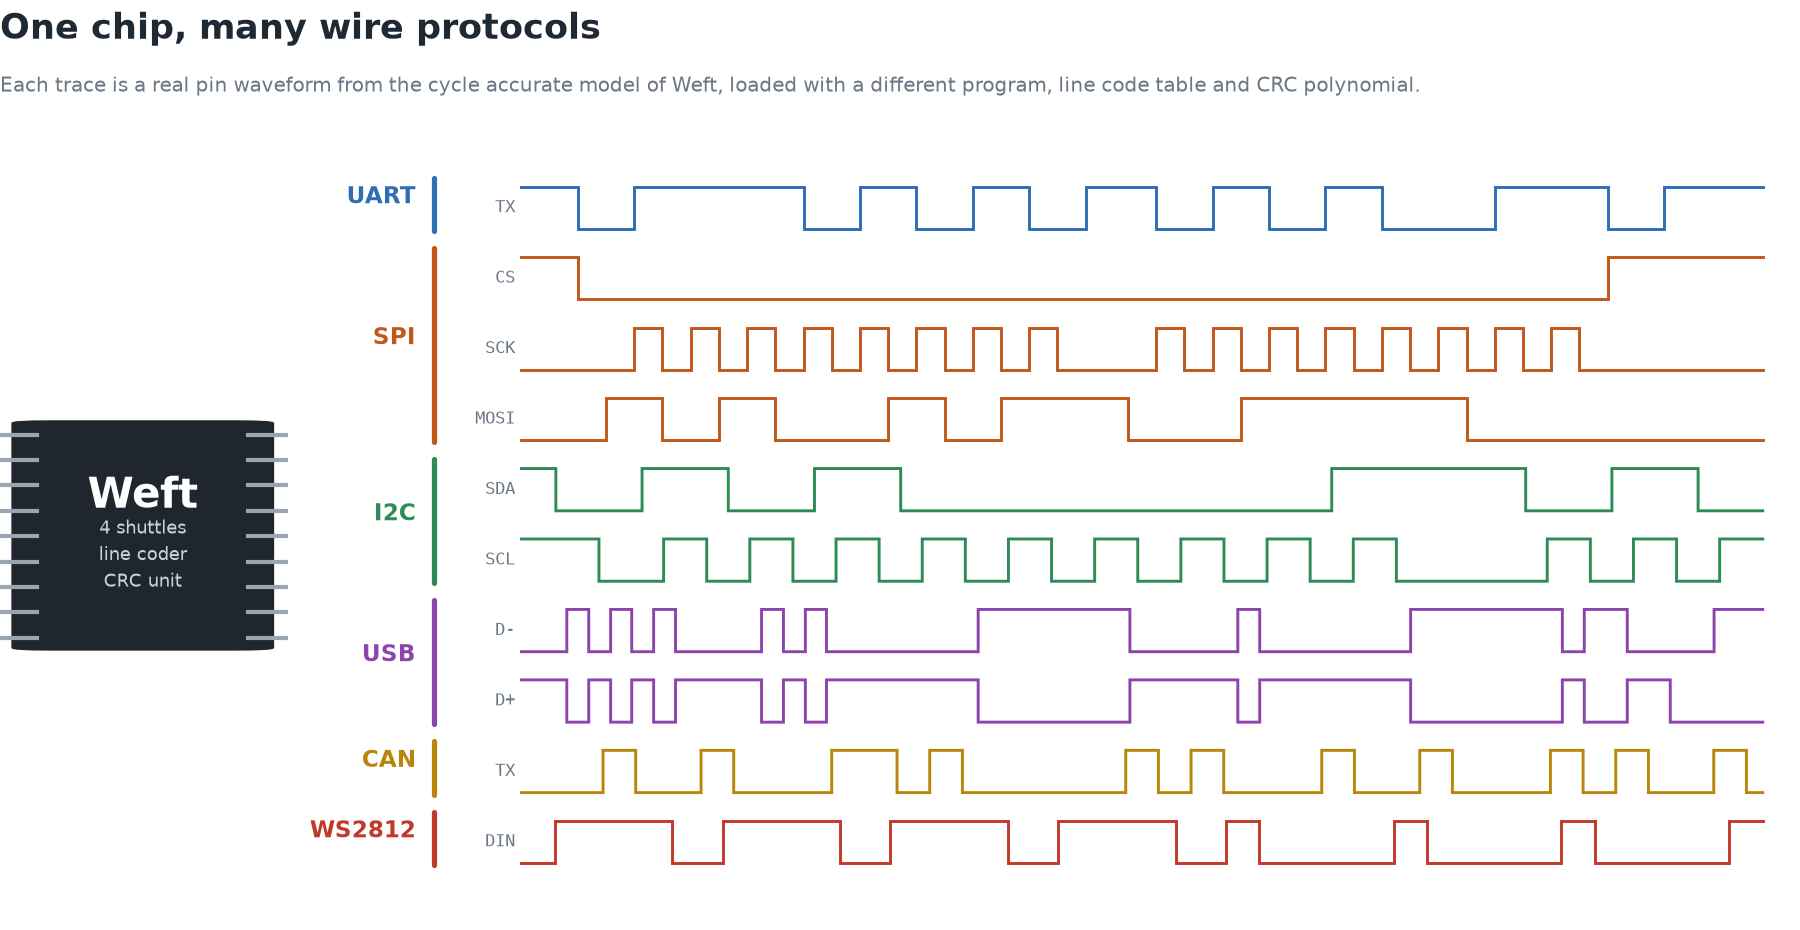 One chip, many wire protocols
Each trace is a real pin waveform from the cycle accurate model of Weft, loaded with a different program, line code table and CRC polynomial.
UART
TX
CS
SPI
SCK
MOSI
Weft
4 shuttles
line coder
CRC unit
I2C
SDA
SCL
USB
D-
D+
CAN
TX
WS2812
DIN